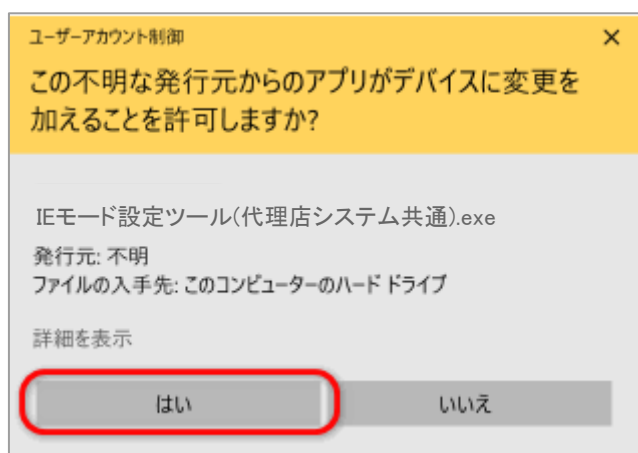 ユーザーアカウント制御
×
この不明な発行元からのアプリがデバイスに変更を
加えることを許可しますか?
IEモード設定ツール(代理店システム共通).exe
発行元: 不明
ファイルの入手先: このコンピューターのハード ドライブ
詳細を表示
はい
いいえ